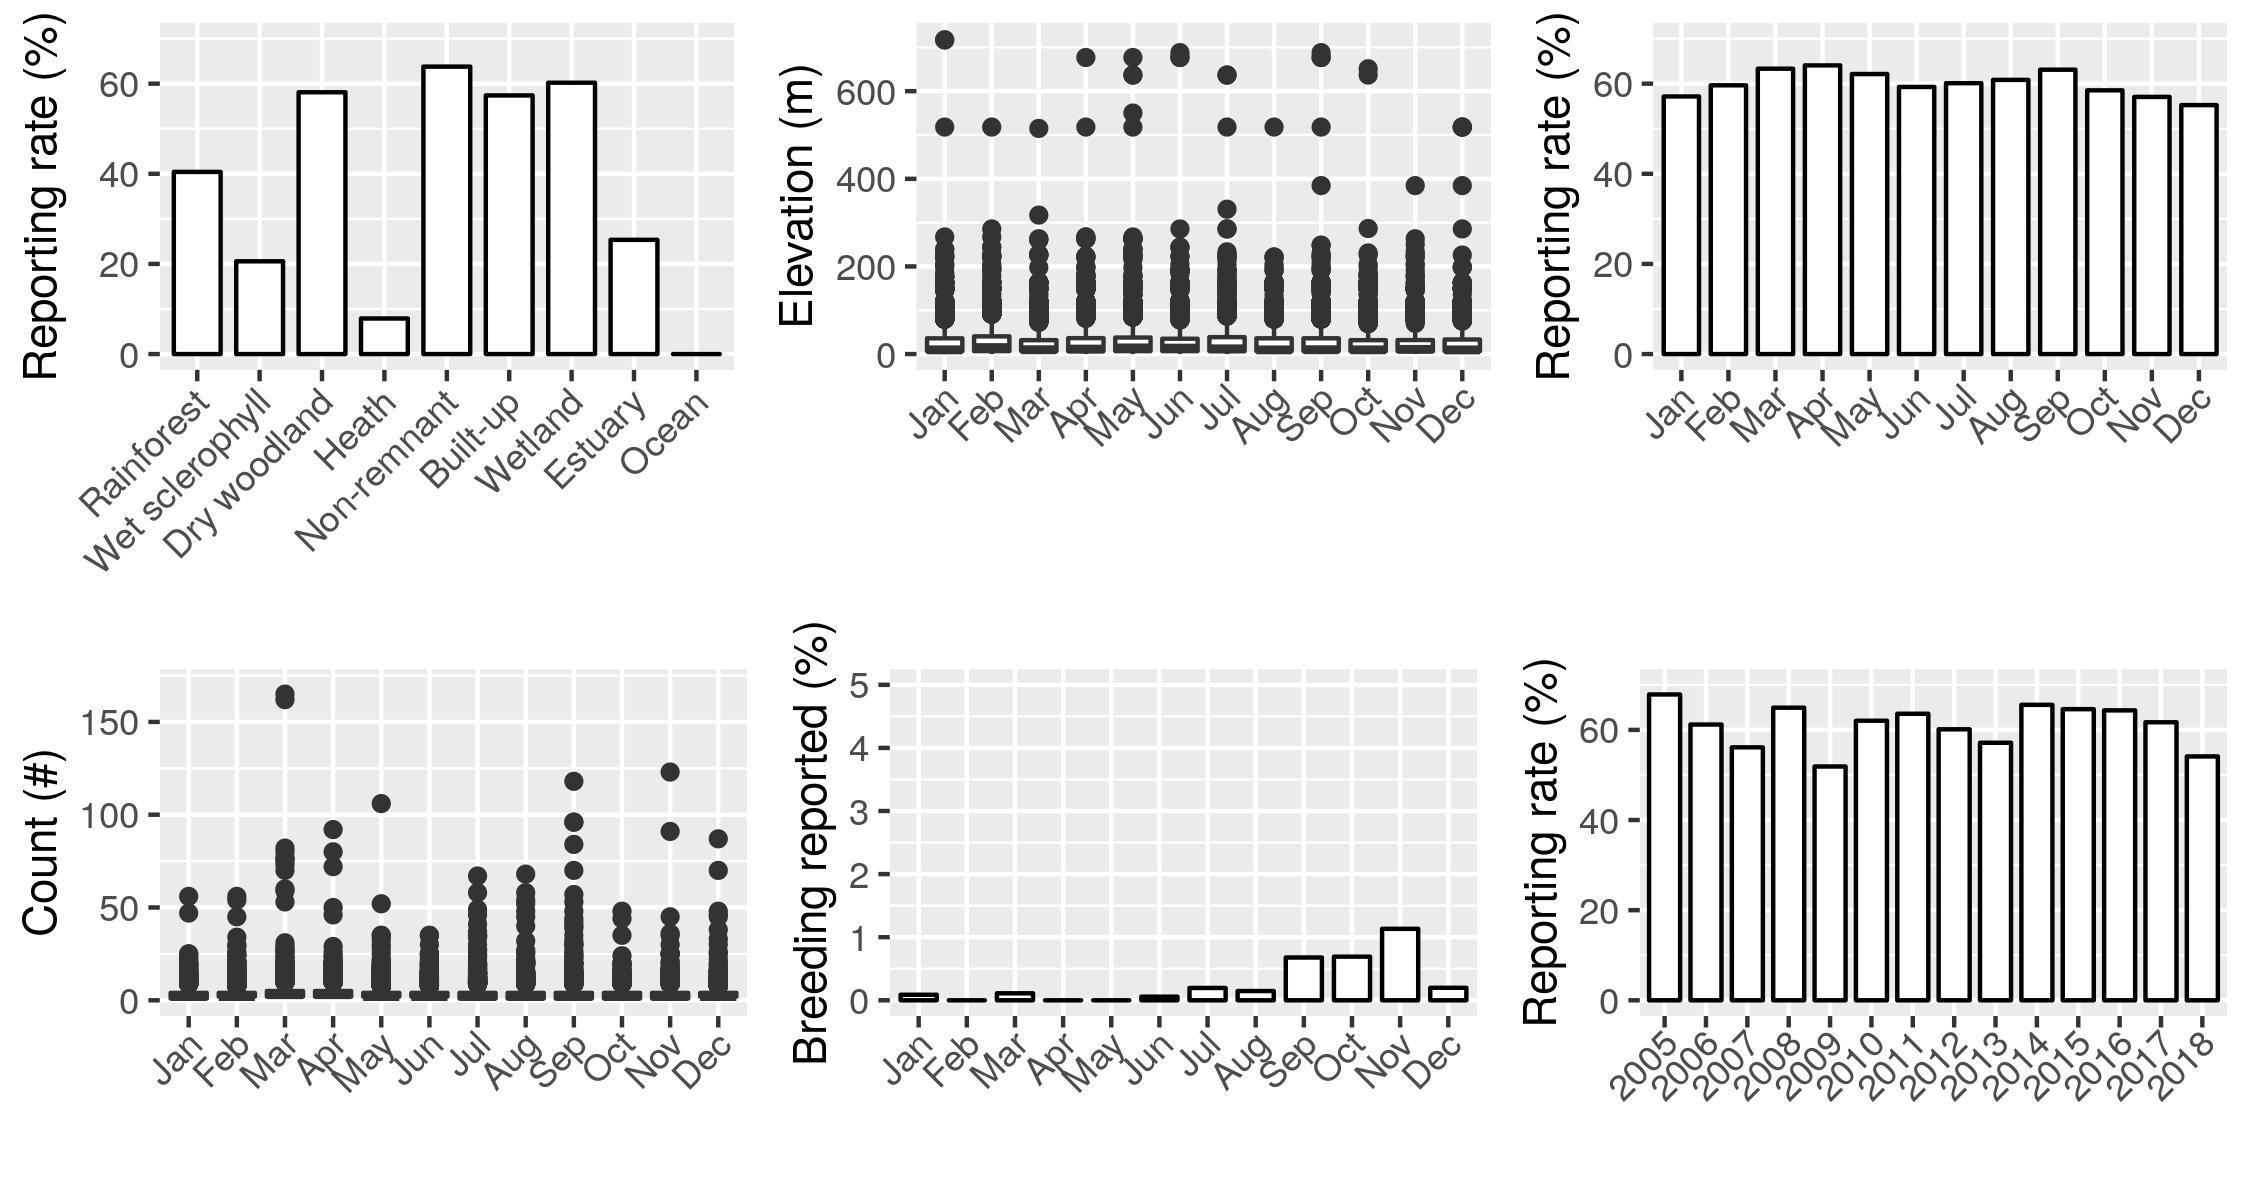 Reporting rate (%)
60
40
20
0
Rainforest
Wet sclerophyll
Dry woodland
Heath
Non-remnant
Built-up
Wetland
Estuary
Ocean
Elevation (m)
600
400
200
0
Jan
Feb
Mar
Apr
May
Jun
Jul
Aug
Sep
Oct
Nov
Dec
Reporting rate (%)
60
40
20
0
Jan
Feb
Mar
Apr
May
Jun
Jul
Aug
Sep
Oct
Nov
Dec
Count (#)
150
100
50
0
Jan
Feb
Mar
Apr
May
Jun
Jul
Aug
Sep
Oct
Nov
Dec
Breeding reported (%)
5
4
3
2
1
0
Jan
Feb
Mar
Apr
May
Jun
Jul
Aug
Sep
Oct
Nov
Dec
Reporting rate (%)
60
40
20
0
2005
2006
2007
2008
2009
2010
2011
2012
2013
2014
2015
2016
2017
2018